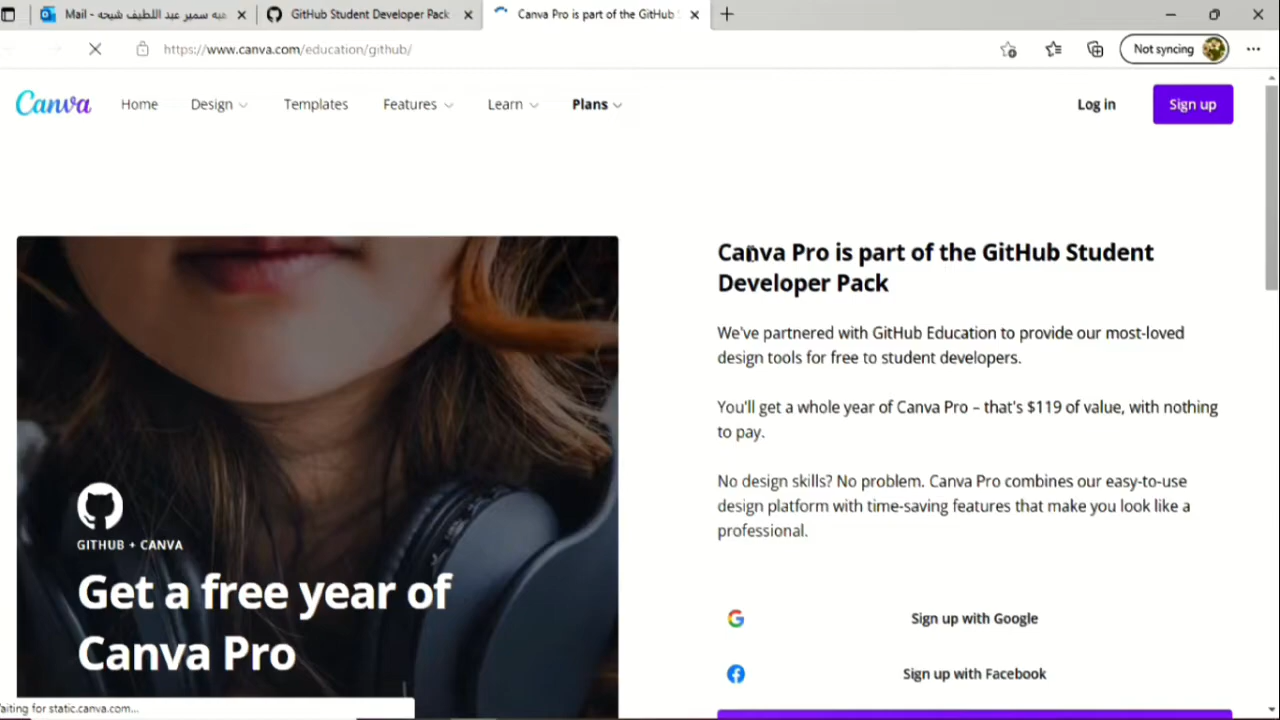 Mail - ـيه سمير عبد اللطيف شيحه
GitHub Student Developer Pack
Canva Pro is part of the GitHub
Not syncing
https://www.canva.com/education/github/
Canva
Home
Design
Templates
Features
Learn
Plans
Log in
Sign up
GITHUB + CANVA
Get a free year of
Canva Pro
Canva Pro is part of the GitHub Student
Developer Pack
We've partnered with GitHub Education to provide our most-loved
design tools for free to student developers.
You'll get a whole year of Canva Pro – that's $119 of value, with nothing
to pay.
No design skills? No problem. Canva Pro combines our easy-to-use
design platform with time-saving features that make you look like a
professional.
Sign up with Google
Sign up with Facebook
aiting for static.canva.com...